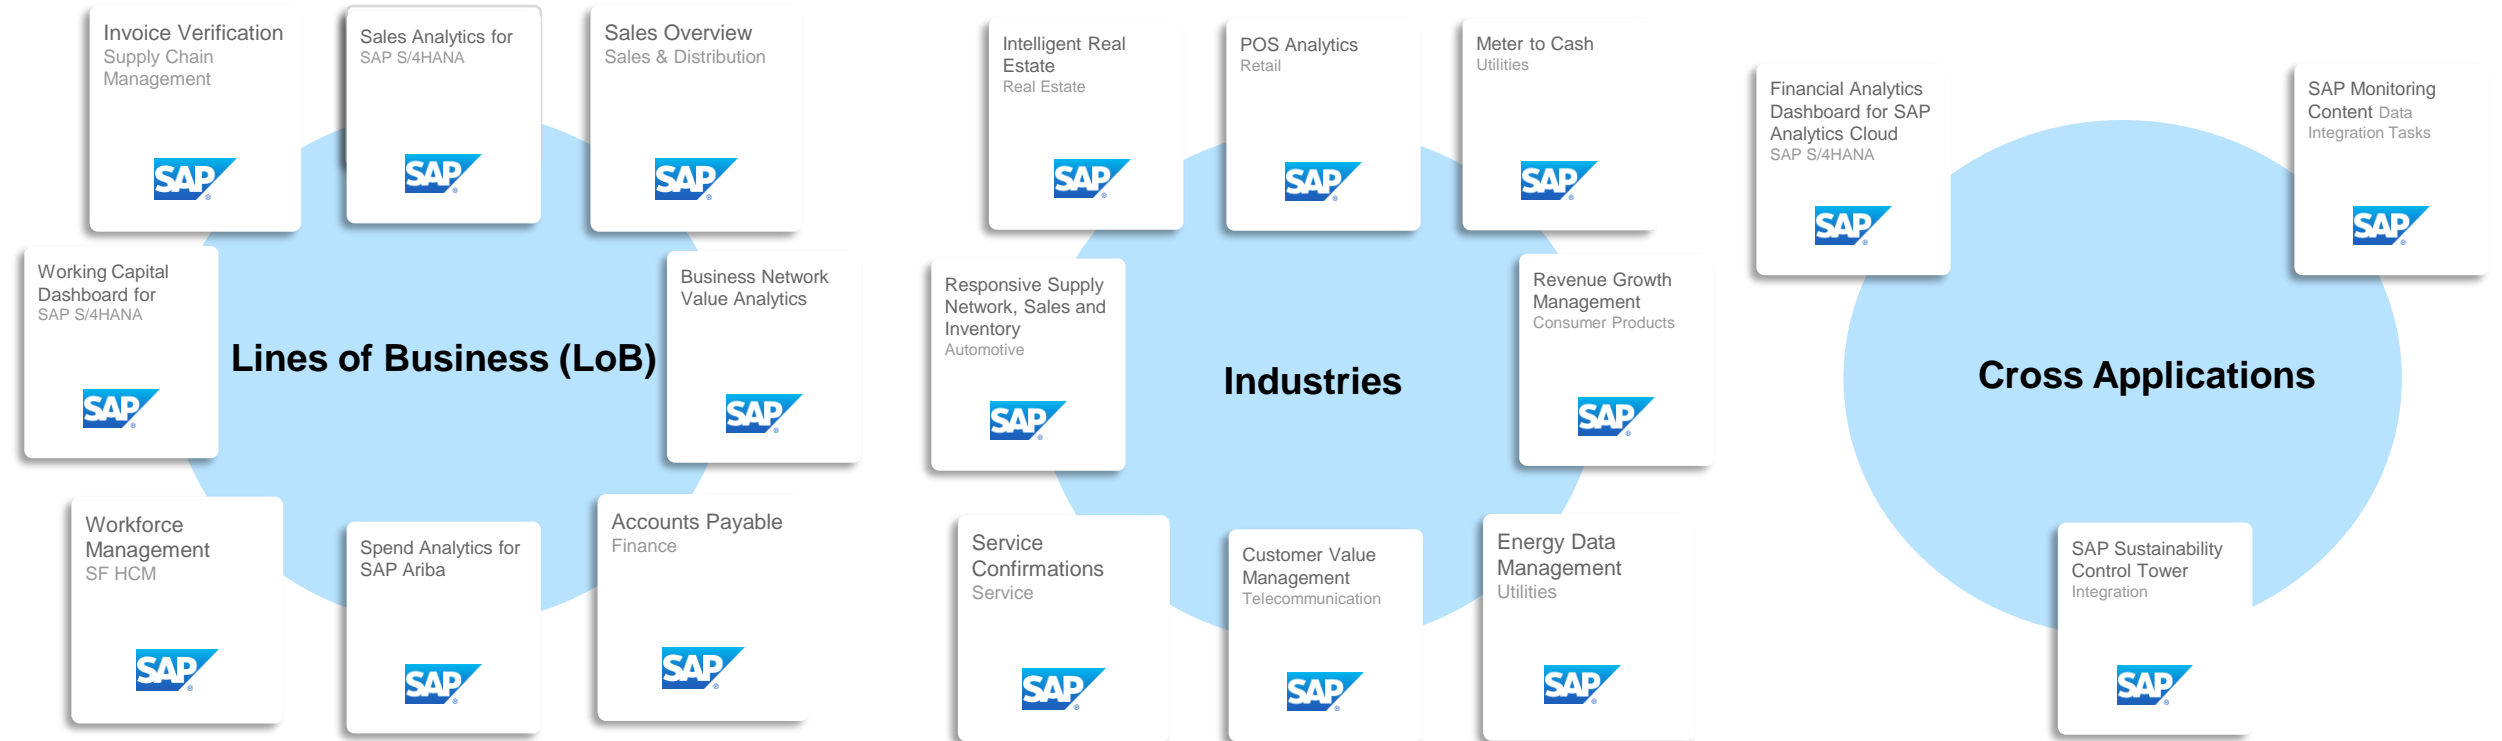 Invoice Verification
Supply Chain
Management
SAP
Sales Analytics for
SAP S/4HANA
SAP
Sales Overview
Sales & Distribution
SAP
Working Capital
Dashboard for
SAP S/4HANA
SAP
Business Network
Value Analytics
SAP
Lines of Business (LoB)
Workforce
Management
SF HCM
SAP
Spend Analytics for
SAP Ariba
SAP
Accounts Payable
Finance
SAP
Intelligent Real
Estate
Real Estate
SAP
POS Analytics
Retail
SAP
Meter to Cash
Utilities
SAP
Responsive Supply
Network, Sales and
Inventory
Automotive
SAP
Revenue Growth
Management
Consumer Products
SAP
Industries
Service
Confirmations
Service
SAP
Customer Value
Management
Telecommunication
SAP
Energy Data
Management
Utilities
SAP
Financial Analytics
Dashboard for SAP
Analytics Cloud
SAP S/4HANA
SAP
SAP Monitoring
Content Data
Integration Tasks
SAP
Cross Applications
SAP Sustainability
Control Tower
Integration
SAP